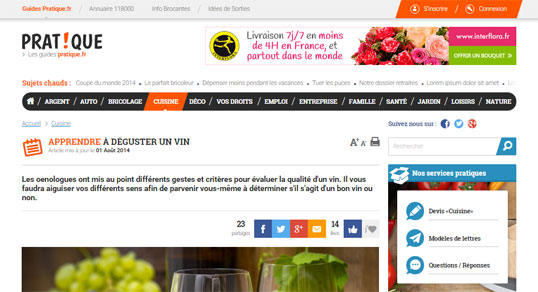 Guides Pratique.fr / Annuaire 118000 / Info Brocantes / Idées de Sorties S'inscrire Connexion
PRAT!QUE
> Les guides pratique.fr
Livraison 7j/7 en moins
de 4H en France, et
partout dans le monde
INTERFLORA
www.interflora.fr
OFFRIR UN BOUQUET >
Sujets chauds : Coupe du monde 2014 Le parfait bricoleur Dépenser moins pendant les vacances Tuer les puces Notre dossier retraites Lorem ipsum dolor sit amet L
/ ARGENT / AUTO / BRICOLAGE CUISINE DÉCO / VOS DROITS / EMPLOI / ENTREPRISE / FAMILLE / SANTÉ / JARDIN / LOISIRS / NATURE
Accueil > Cuisine
Suivez nous sur :
APPRENDRE À DÉGUSTER UN VIN
Article mis à jour le 01 Août 2014
A+ A-
Rechercher
Les oenologues ont mis au point différents gestes et critères pour évaluer la qualité d'un vin. Il vous
faudra aiguiser vos différents sens afin de parvenir vous-même à déterminer s'il s'agit d'un bon vin ou
non.
Nos services pratiques
Devis «Cuisine»
Modèles de lettres
Questions / Réponses
23
partages
14
likes